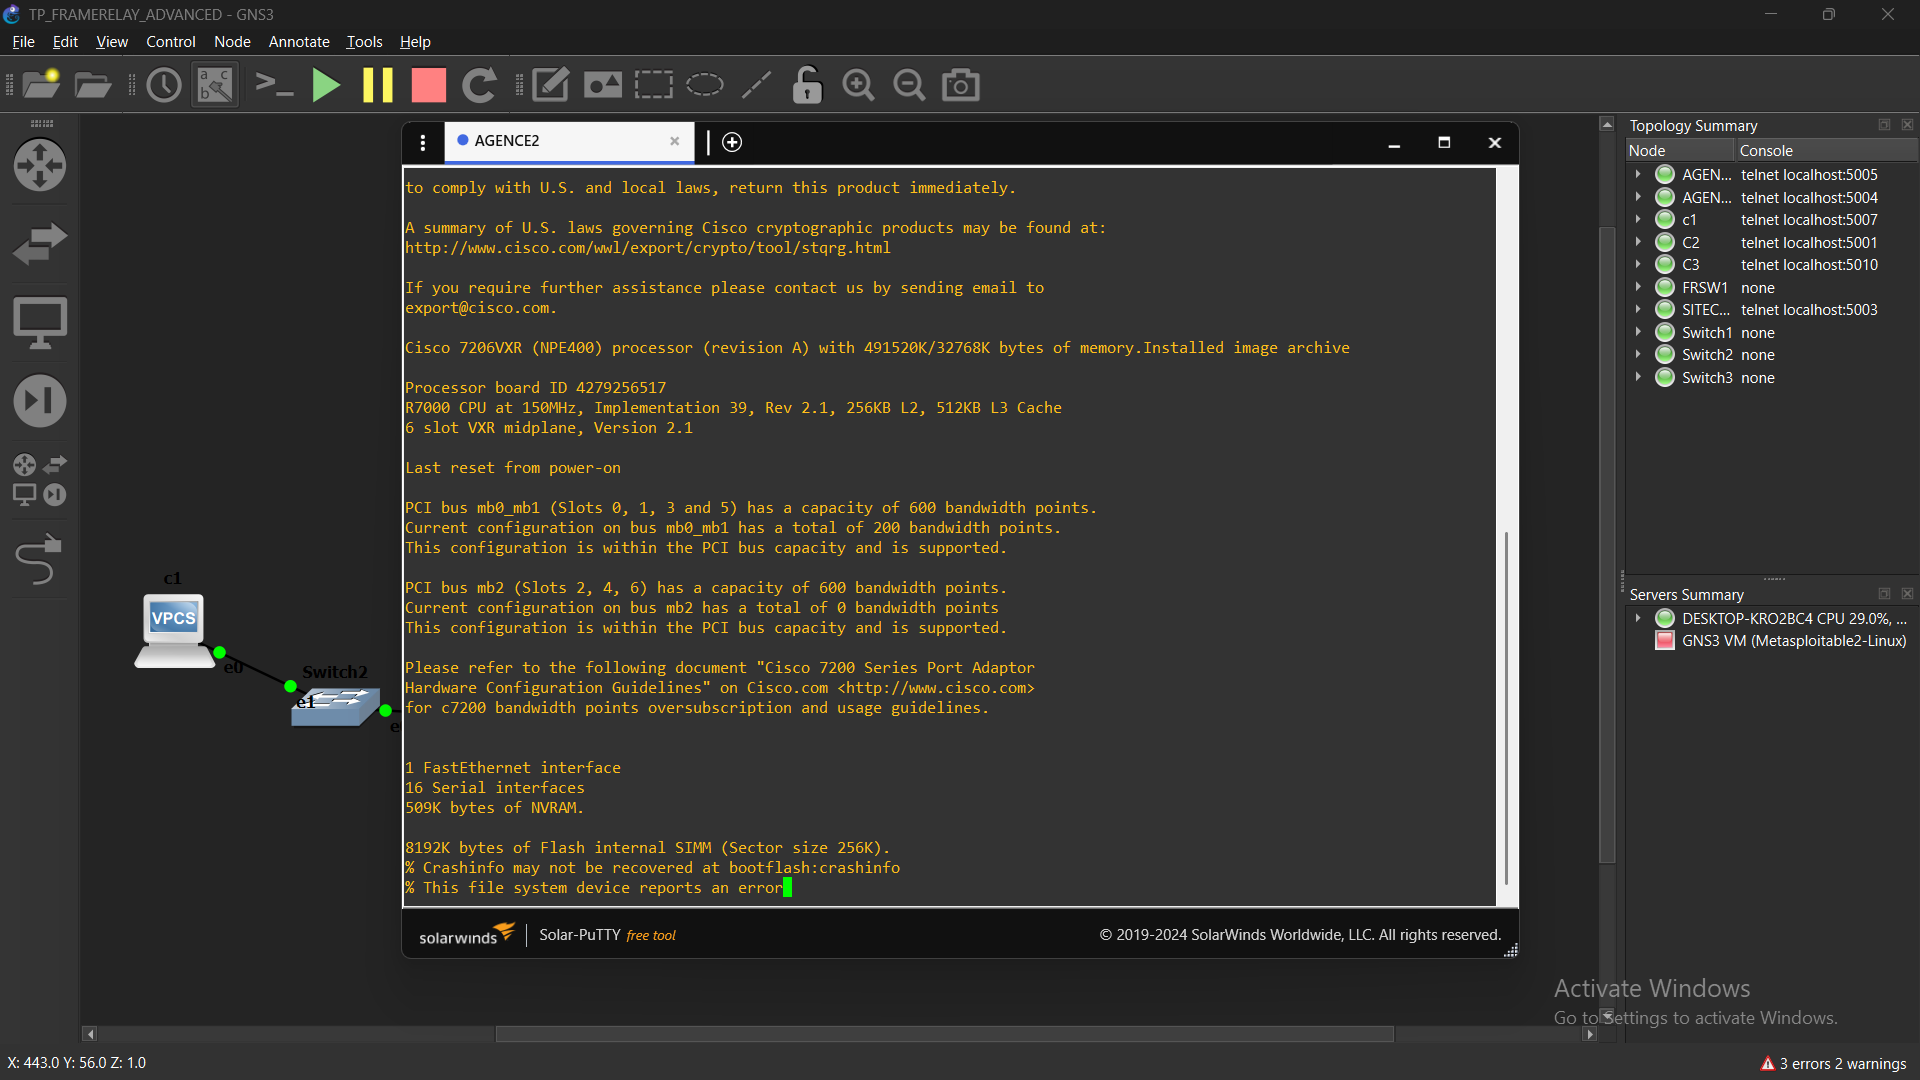 TP_FRAMERELAY_ADVANCED - GNS3
File Edit View Control Node Annotate Tools Help
AGENCE2
to comply with U.S. and local laws, return this product immediately.
A summary of U.S. laws governing Cisco cryptographic products may be found at:
http://www.cisco.com/wwl/export/crypto/tool/stqrg.html
If you require further assistance please contact us by sending email to
export@cisco.com.
Cisco 7206VXR (NPE400) processor (revision A) with 491520K/32768K bytes of memory.Installed image archive
Processor board ID 4279256517
R7000 CPU at 150MHz, Implementation 39, Rev 2.1, 256KB L2, 512KB L3 Cache
6 slot VXR midplane, Version 2.1
Last reset from power-on
PCI bus mb0_mb1 (Slots 0, 1, 3 and 5) has a capacity of 600 bandwidth points.
Current configuration on bus mb0_mb1 has a total of 200 bandwidth points.
This configuration is within the PCI bus capacity and is supported.
PCI bus mb2 (Slots 2, 4, 6) has a capacity of 600 bandwidth points.
Current configuration on bus mb2 has a total of 0 bandwidth points
This configuration is within the PCI bus capacity and is supported.
Please refer to the following document "Cisco 7200 Series Port Adaptor
Hardware Configuration Guidelines" on Cisco.com <http://www.cisco.com>
for c7200 bandwidth points oversubscription and usage guidelines.
1 FastEthernet interface
16 Serial interfaces
509K bytes of NVRAM.
8192K bytes of Flash internal SIMM (Sector size 256K).
% Crashinfo may not be recovered at bootflash:crashinfo
% This file system device reports an error
solarwinds Solar-PuTTY free tool © 2019-2024 SolarWinds Worldwide, LLC. All rights reserved.
c1
VPCS
e0
Switch2
e1
e
Topology Summary
Node Console
AGEN... telnet localhost:5005
AGEN... telnet localhost:5004
c1 telnet localhost:5007
C2 telnet localhost:5001
C3 telnet localhost:5010
FRSW1 none
SITEC... telnet localhost:5003
Switch1 none
Switch2 none
Switch3 none
Servers Summary
DESKTOP-KRO2BC4 CPU 29.0%, ...
GNS3 VM (Metasploitable2-Linux)
Activate Windows
Go to Settings to activate Windows.
X: 443.0 Y: 56.0 Z: 1.0
3 errors 2 warnings